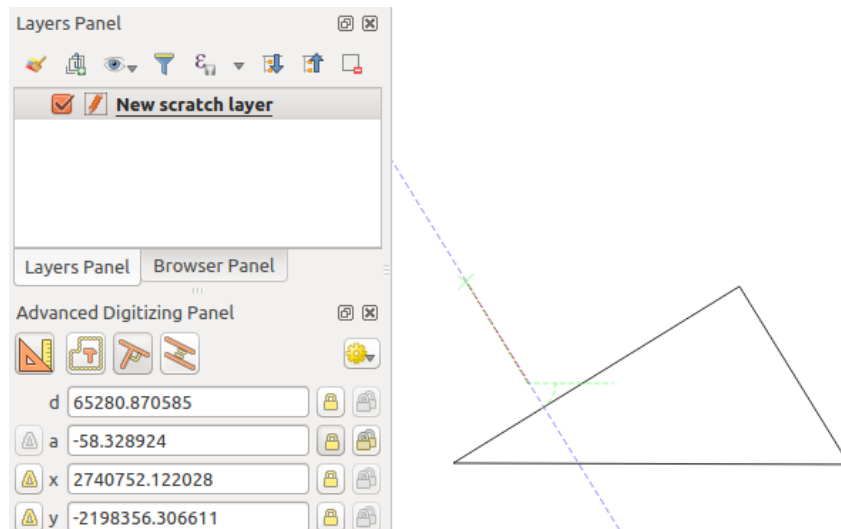 Layers Panel
New scratch layer
Layers Panel Browser Panel
Advanced Digitizing Panel
d 65280.870585
a -58.328924
x 2740752.122028
y -2198356.306611